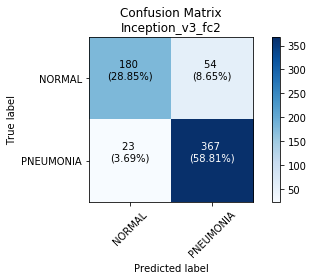 Confusion Matrix
Inception_v3_fc2
True label
NORMAL
180
(28.85%)
54
(8.65%)
PNEUMONIA
23
(3.69%)
367
(58.81%)
NORMAL
PNEUMONIA
Predicted label
350
300
250
200
150
100
50